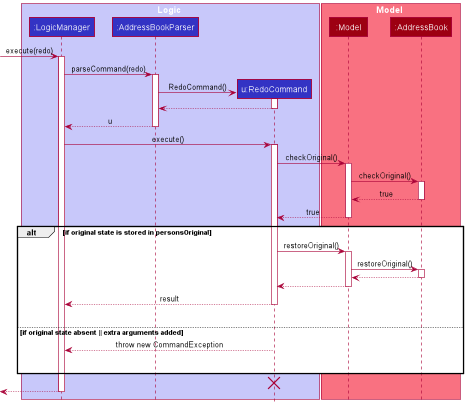 Logic
Model
:LogicManager
:AddressBookParser
:Model
:AddressBook
execute(redo)
parseCommand(redo)
RedoCommand()
u:RedoCommand
u
execute()
checkOriginal()
checkOriginal()
true
true
alt
[if original state is stored in personsOriginal]
restoreOriginal()
restoreOriginal()
result
[if original state absent || extra arguments added]
throw new CommandException